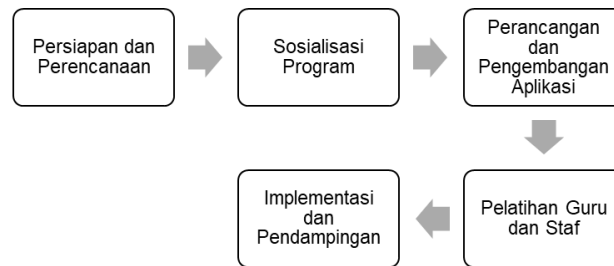 Persiapan dan
Perencanaan
Sosialisasi
Program
Perancangan
dan
Pengembangan
Aplikasi
Pelatihan Guru
dan Staf
Implementasi
dan
Pendampingan